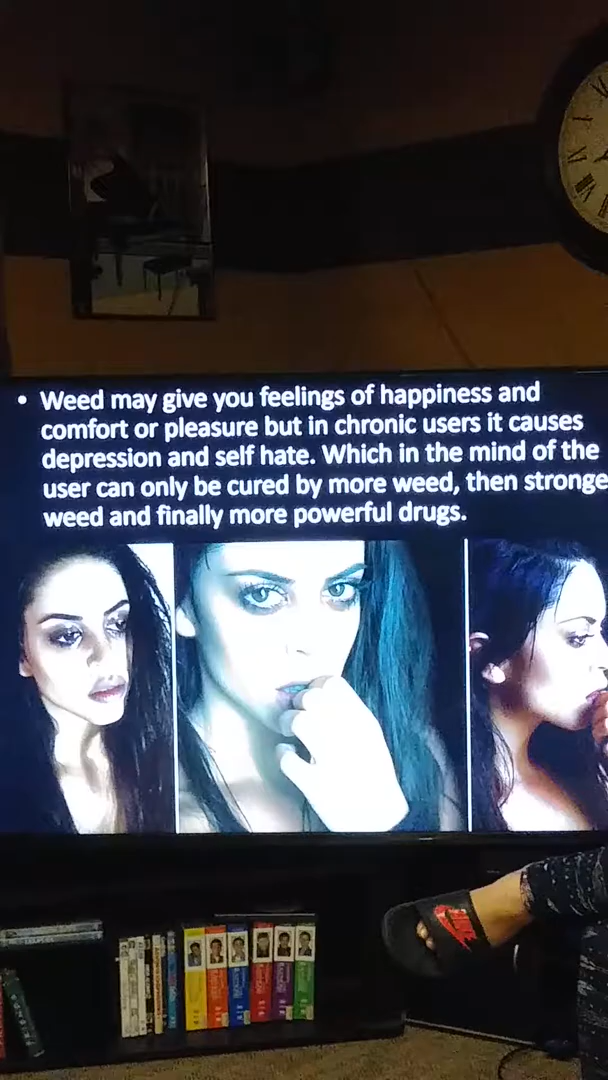 • Weed may give you feelings of happiness and
comfort or pleasure but in chronic users it causes
depression and self hate. Which in the mind of the
user can only be cured by more weed, then stronge
weed and finally more powerful drugs.